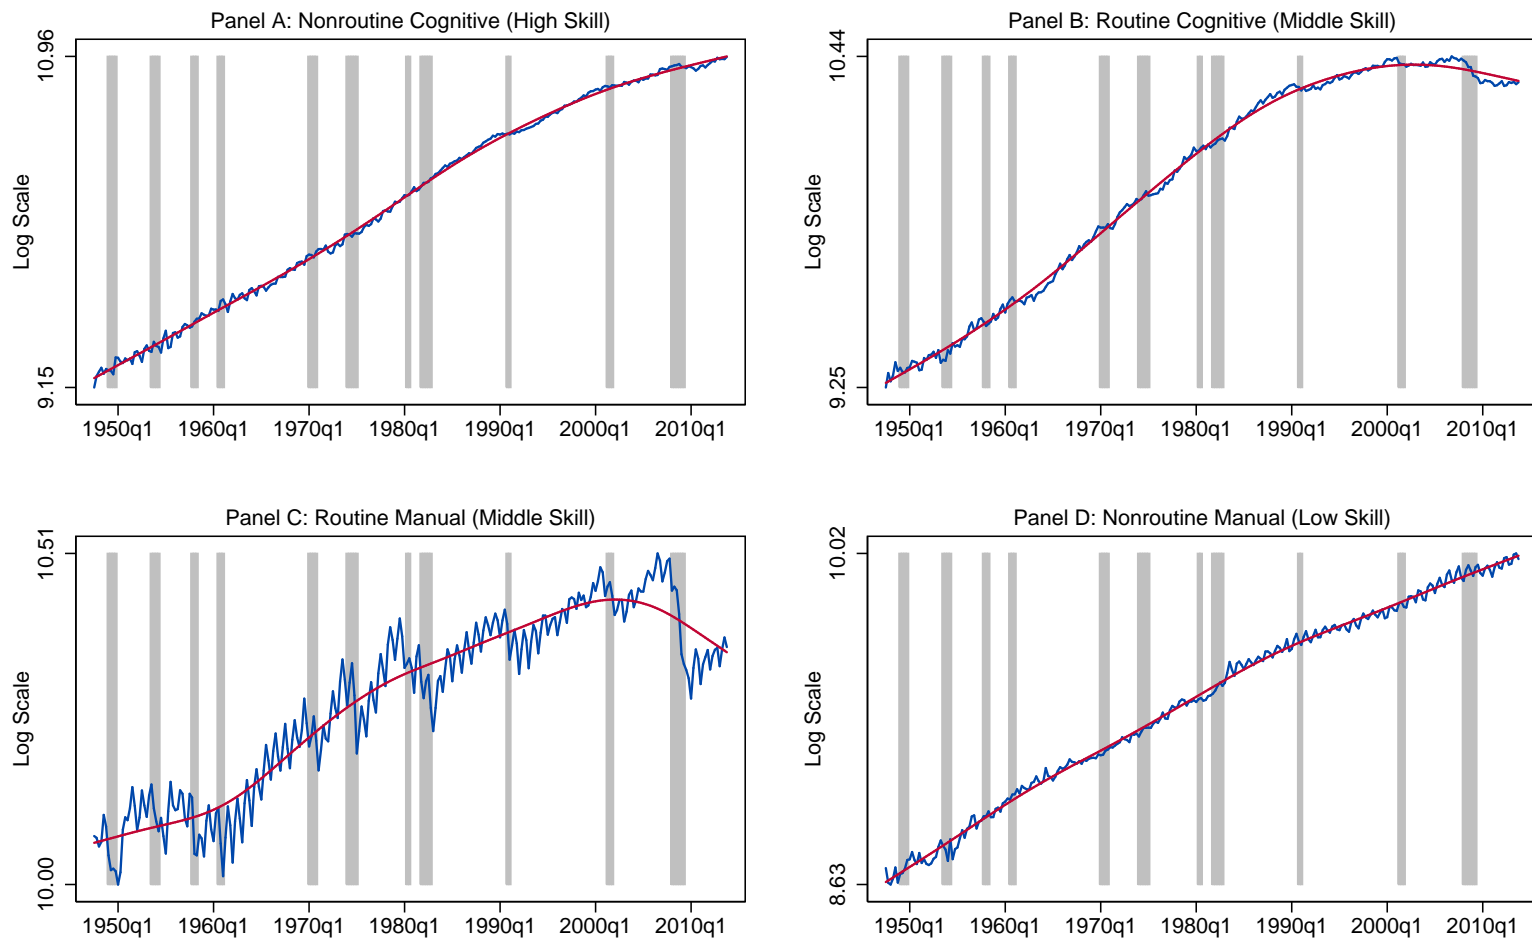 Panel A: Nonroutine Cognitive (High Skill)
10.96
Log Scale
9.15
1950q1 1960q1 1970q1 1980q1 1990q1 2000q1 2010q1
Panel B: Routine Cognitive (Middle Skill)
10.44
Log Scale
9.25
1950q1 1960q1 1970q1 1980q1 1990q1 2000q1 2010q1
Panel C: Routine Manual (Middle Skill)
10.51
Log Scale
10.00
1950q1 1960q1 1970q1 1980q1 1990q1 2000q1 2010q1
Panel D: Nonroutine Manual (Low Skill)
10.02
Log Scale
8.63
1950q1 1960q1 1970q1 1980q1 1990q1 2000q1 2010q1